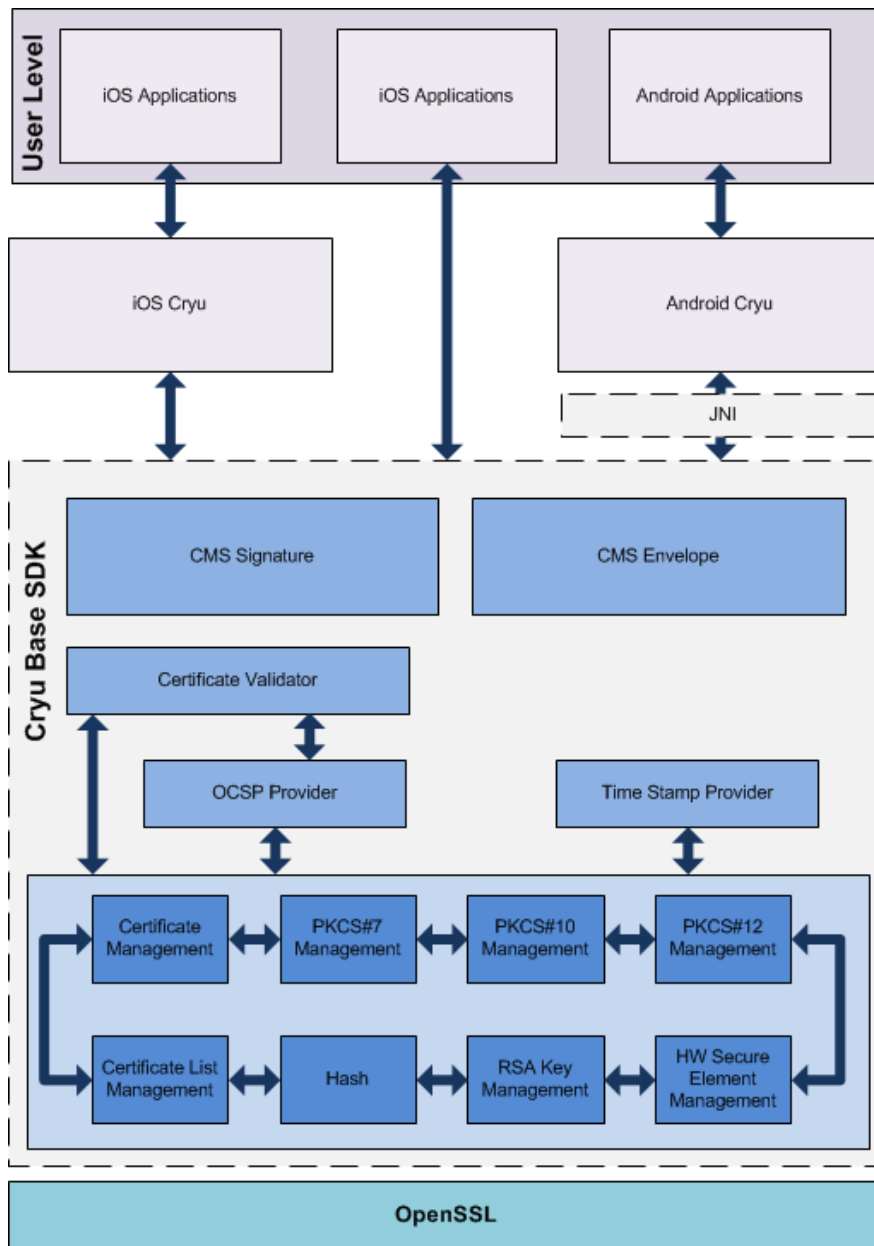 User Level
iOS Applications
iOS Applications
Android Applications
iOS Cryu
Android Cryu
JNI
Cryu Base SDK
CMS Signature
CMS Envelope
Certificate Validator
OCSP Provider
Time Stamp Provider
Certificate
Management
PKCS#7
Management
PKCS#10
Management
PKCS#12
Management
Certificate List
Management
Hash
RSA Key
Management
HW Secure
Element
Management
OpenSSL